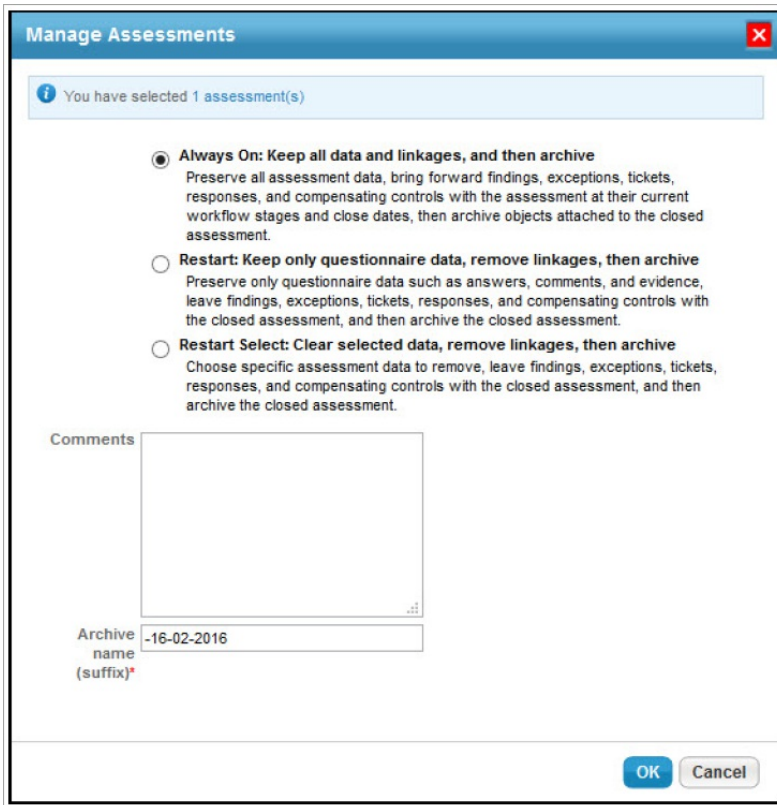 Manage Assessments
You have selected 1 assessment(s)
Always On: Keep all data and linkages, and then archive
Preserve all assessment data, bring forward findings, exceptions, tickets,
responses, and compensating controls with the assessment at their current
workflow stages and close dates, then archive objects attached to the closed
assessment.
Restart: Keep only questionnaire data, remove linkages, then archive
Preserve only questionnaire data such as answers, comments, and evidence,
leave findings, exceptions, tickets, responses, and compensating controls with
the closed assessment, and then archive the closed assessment.
Restart Select: Clear selected data, remove linkages, then archive
Choose specific assessment data to remove, leave findings, exceptions, tickets,
responses, and compensating controls with the closed assessment, and then
archive the closed assessment.
Comments
Archive
name
(suffix)*
-16-02-2016
OK
Cancel